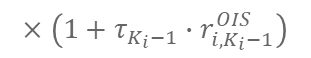 × (1 + τ_{K_i−1} · r^{OIS}_{i,K_i−1})